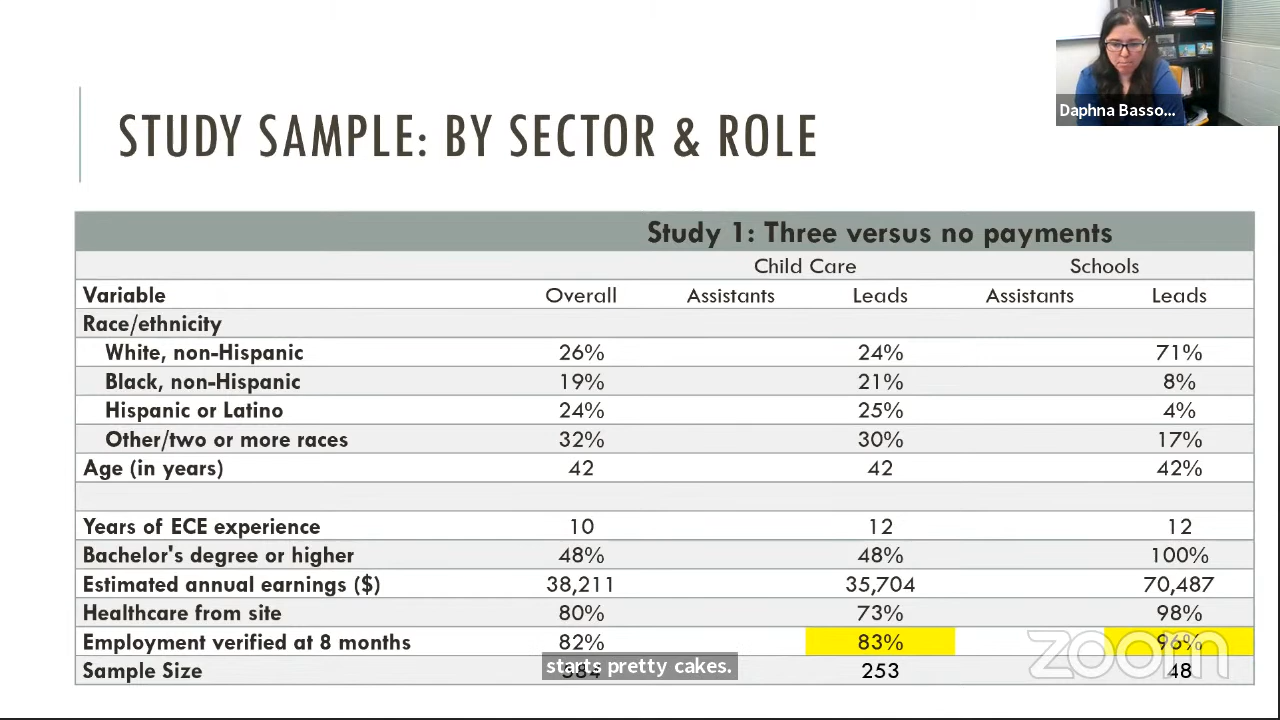 Daphna Basso...
STUDY SAMPLE: BY SECTOR & ROLE
Study 1: Three versus no payments
Child Care Schools
Variable Overall Assistants Leads Assistants Leads
Race/ethnicity
White, non-Hispanic 26% 24% 71%
Black, non-Hispanic 19% 21% 8%
Hispanic or Latino 24% 25% 4%
Other/two or more races 32% 30% 17%
Age (in years) 42 42 42%
Years of ECE experience 10 12 12
Bachelor's degree or higher 48% 48% 100%
Estimated annual earnings ($) 38,211 35,704 70,487
Healthcare from site 80% 73% 98%
Employment verified at 8 months 82% 83% 96%
zoom
starts pretty cakes.
Sample Size 253 48